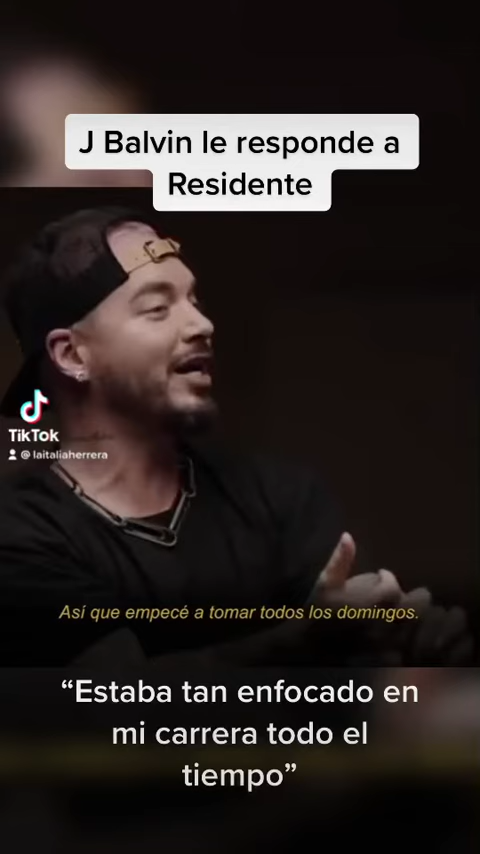 J Balvin le responde a
Residente
TikTok
@laitaliaherrera
Así que empecé a tomar todos los domingos.
“Estaba tan enfocado en
mi carrera todo el
tiempo”